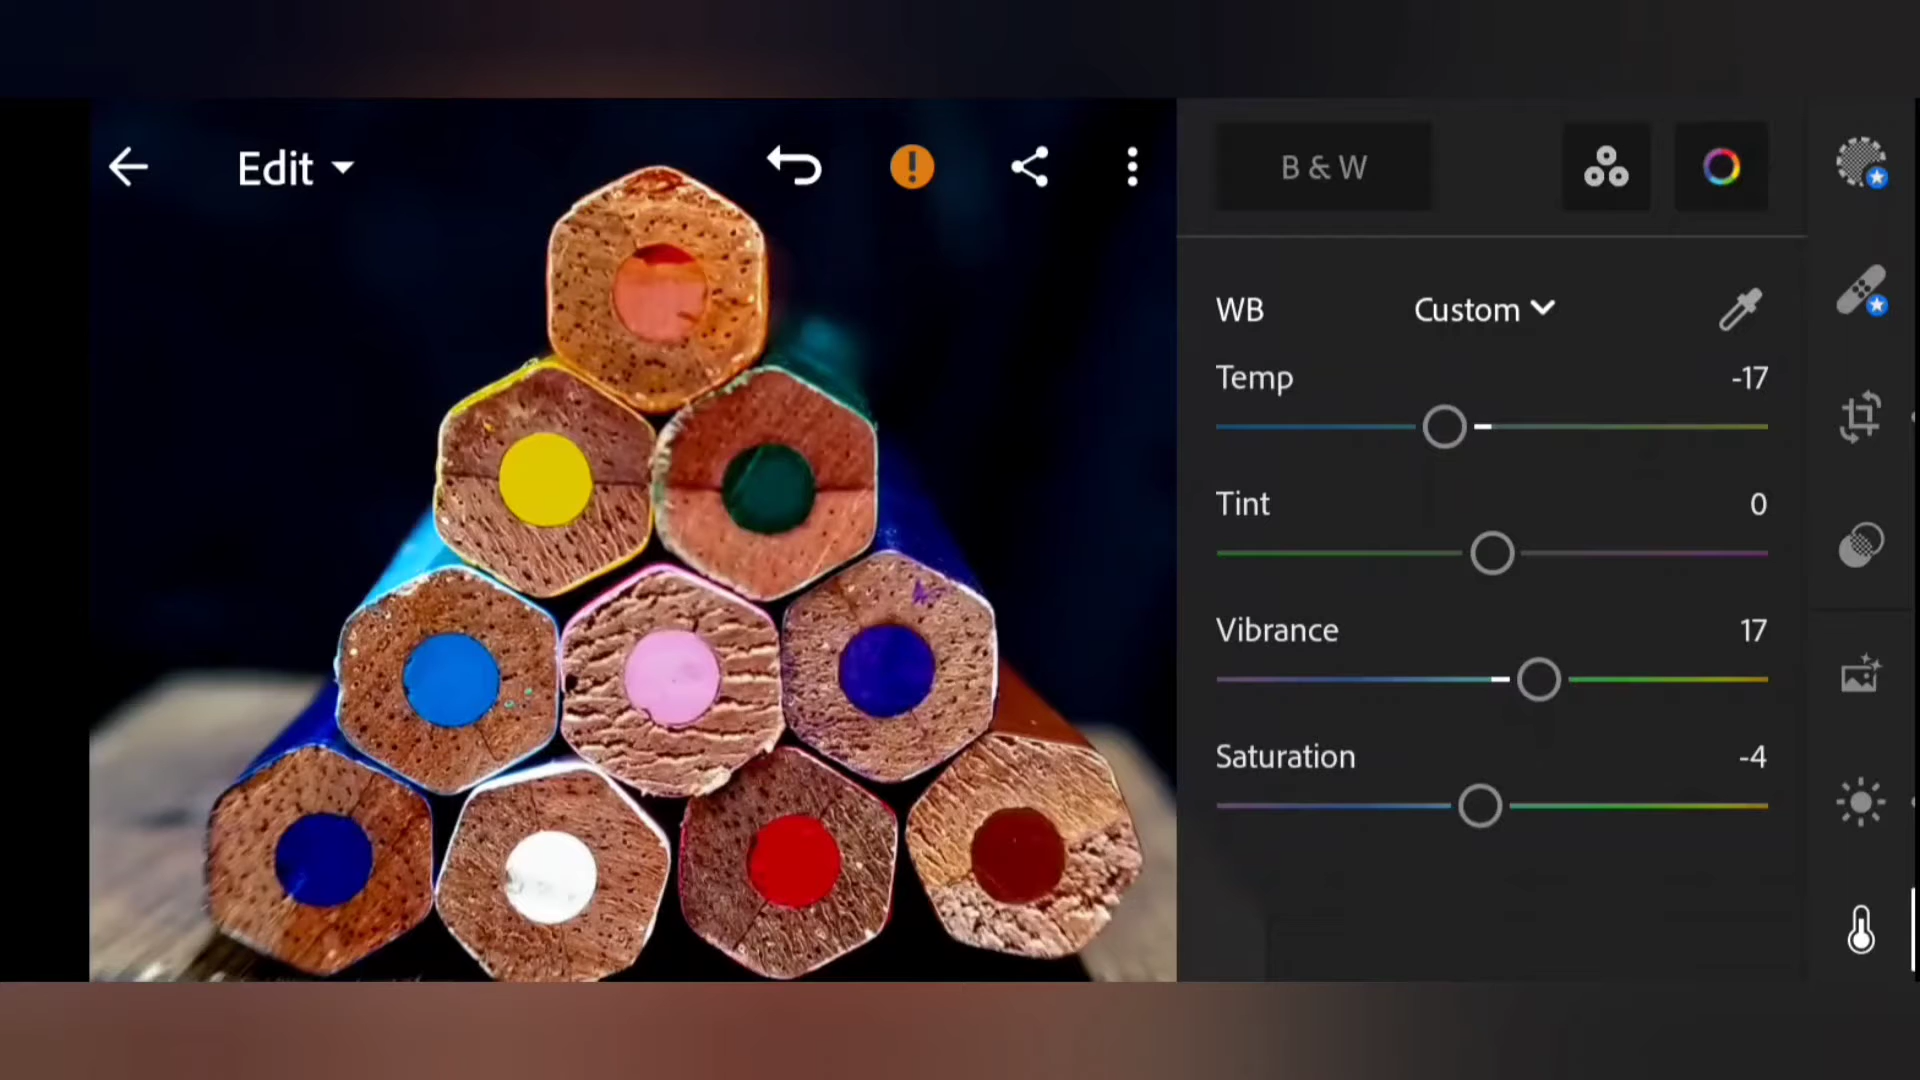 Edit
B & W
WB Custom
Temp -17
Tint 0
Vibrance 17
Saturation -4